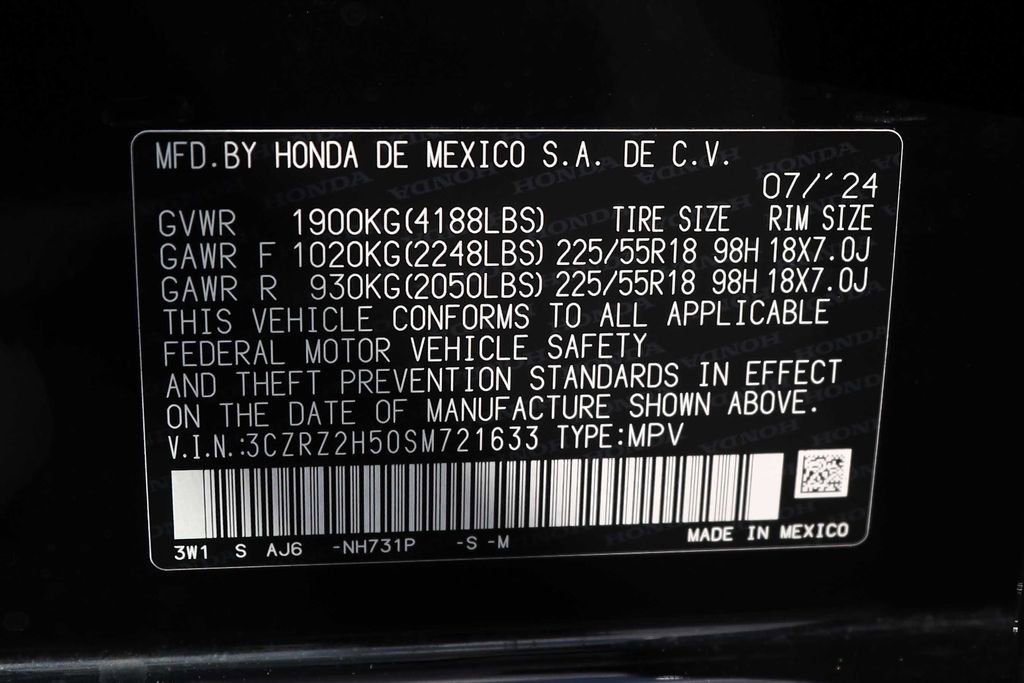 MFD.BY HONDA DE MEXICO S.A. DE C.V.
07/´24
GVWR 1900KG(4188LBS) TIRE SIZE RIM SIZE
GAWR F 1020KG(2248LBS) 225/55R18 98H 18X7.0J
GAWR R 930KG(2050LBS) 225/55R18 98H 18X7.0J
THIS VEHICLE CONFORMS TO ALL APPLICABLE
FEDERAL MOTOR VEHICLE SAFETY
AND THEFT PREVENTION STANDARDS IN EFFECT
ON THE DATE OF MANUFACTURE SHOWN ABOVE.
V.I.N.:3CZRZ2H50SM721633 TYPE:MPV
3W1 S AJ6 -NH731P -S -M MADE IN MEXICO